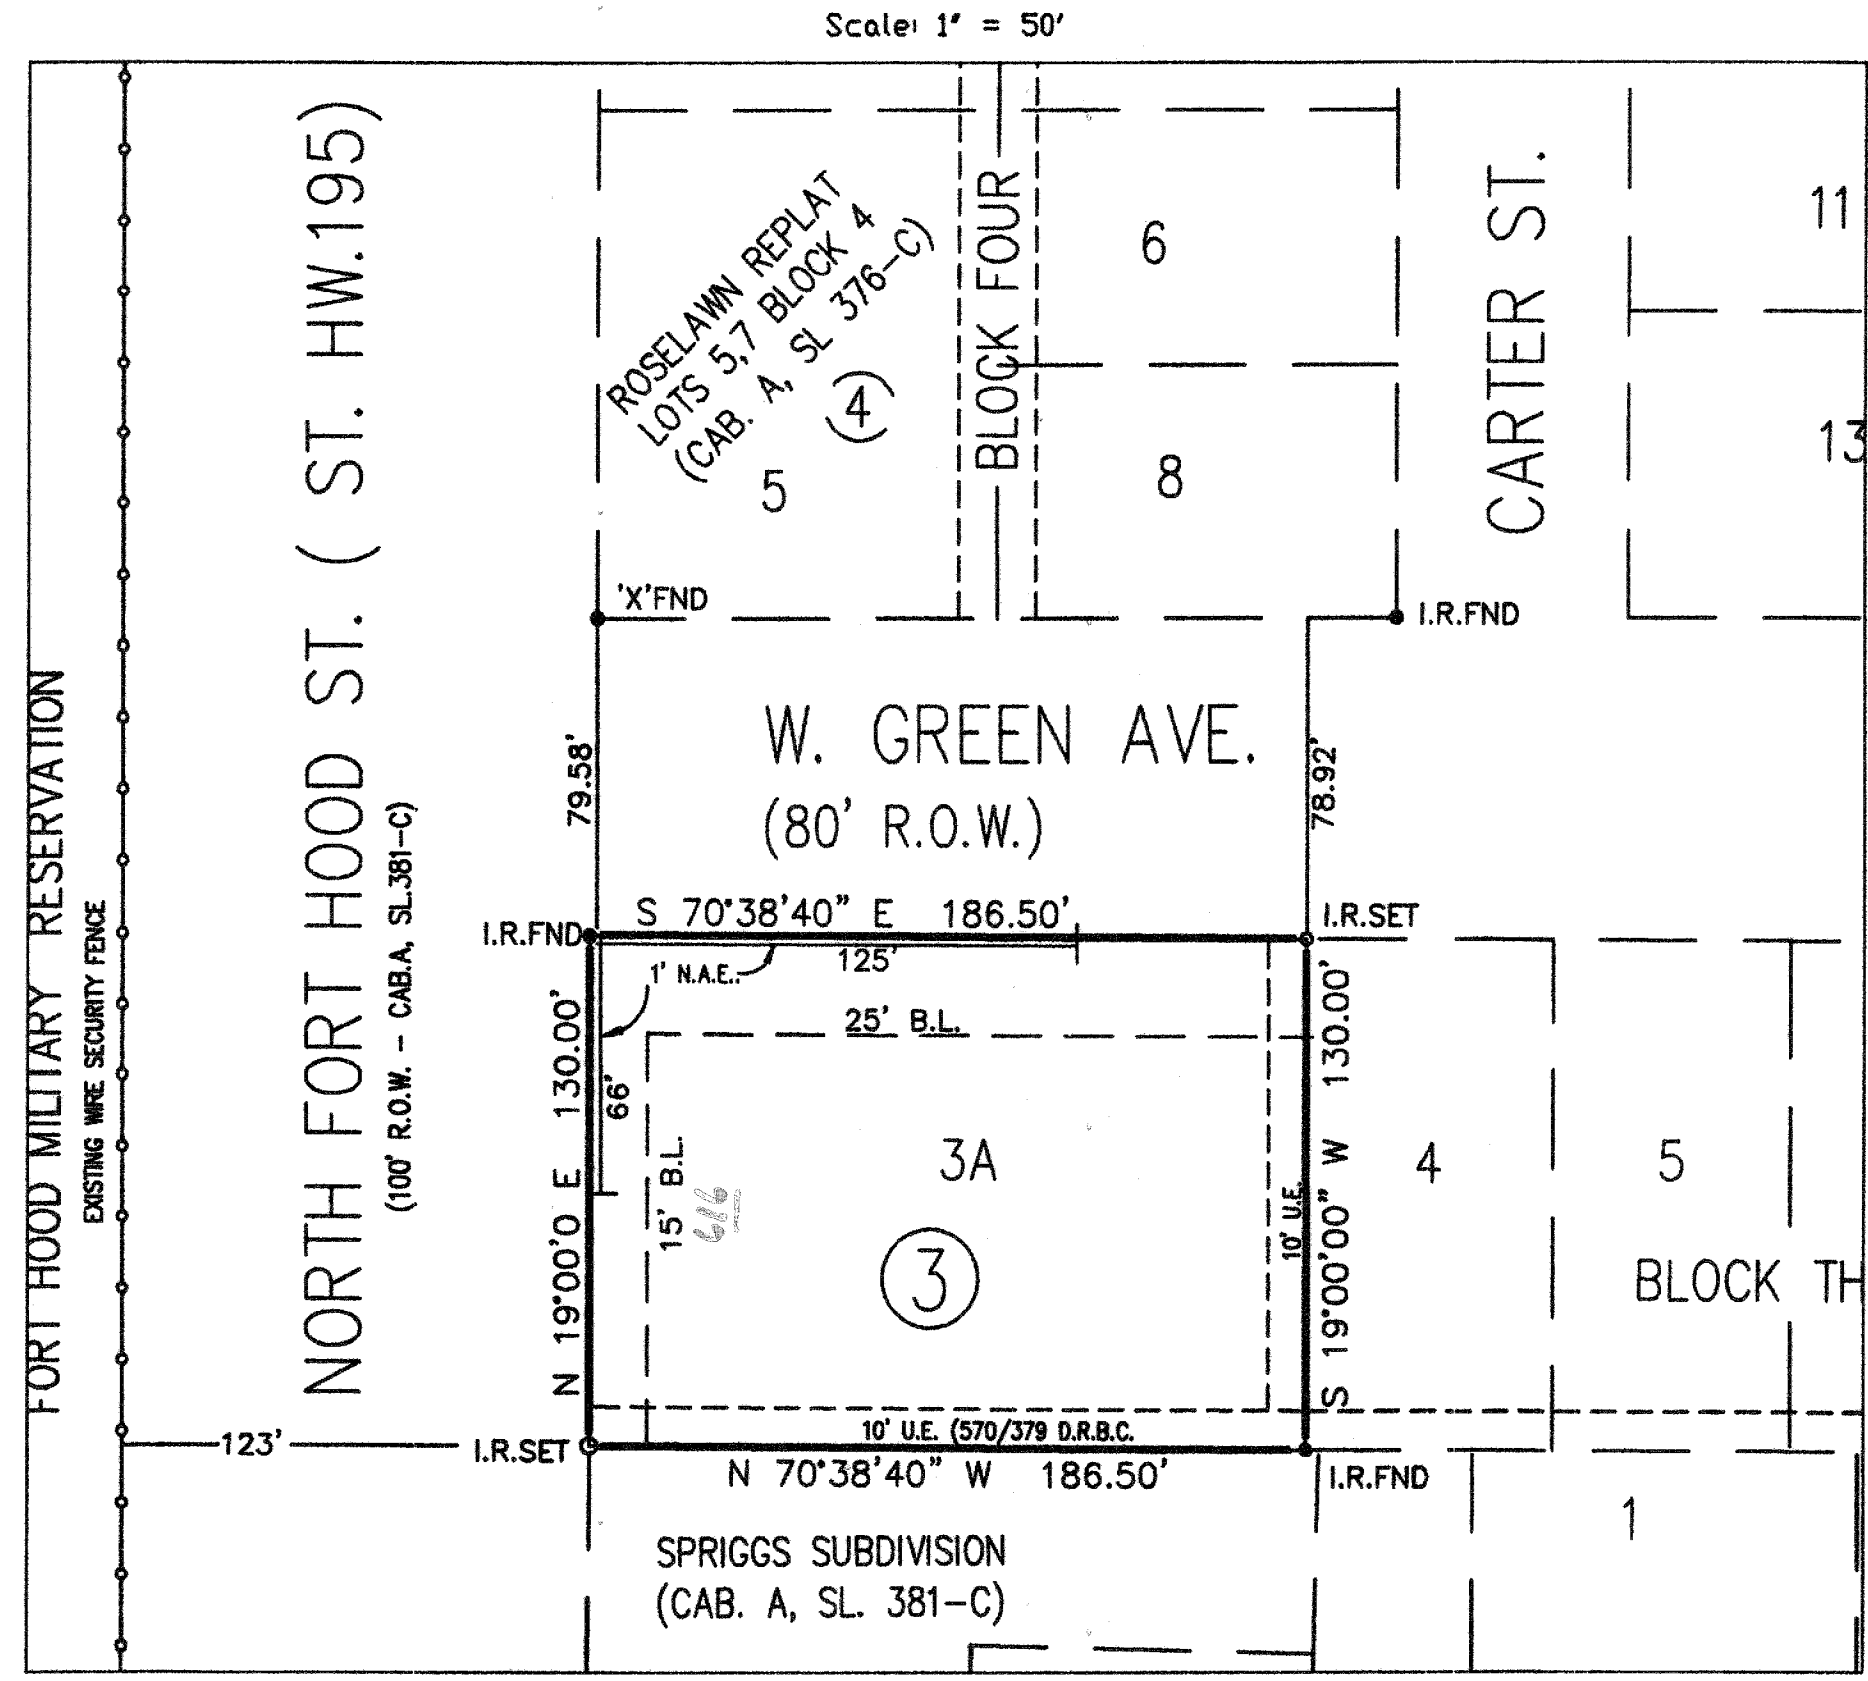 Scale: 1" = 50'
FORT HOOD MILITARY RESERVATION
EXISTING WIRE SECURITY FENCE
NORTH FORT HOOD ST. ( ST. HW.195)
(100' R.O.W. - CAB.A, SL.381-C)
ROSELAWN REPLAT
LOTS 5,7 BLOCK 4
(CAB. A, SL 376-C)
4
5
BLOCK FOUR
6
8
CARTER ST.
11
13
'X'FND
I.R.FND
79.58'
W. GREEN AVE.
(80' R.O.W.)
78.92'
I.R.FND
S 70°38'40" E 186.50'
I.R.SET
125'
1' N.A.E.
25' B.L.
N 19°00'0 E 130.00'
66'
15' B.L.
616
3A
3
10' U.E.
S 19°00'00" W 130.00'
4
5
BLOCK TH
123'
I.R.SET
10' U.E. (570/379 D.R.B.C.
N 70°38'40" W 186.50'
I.R.FND
1
SPRIGGS SUBDIVISION
(CAB. A, SL. 381-C)